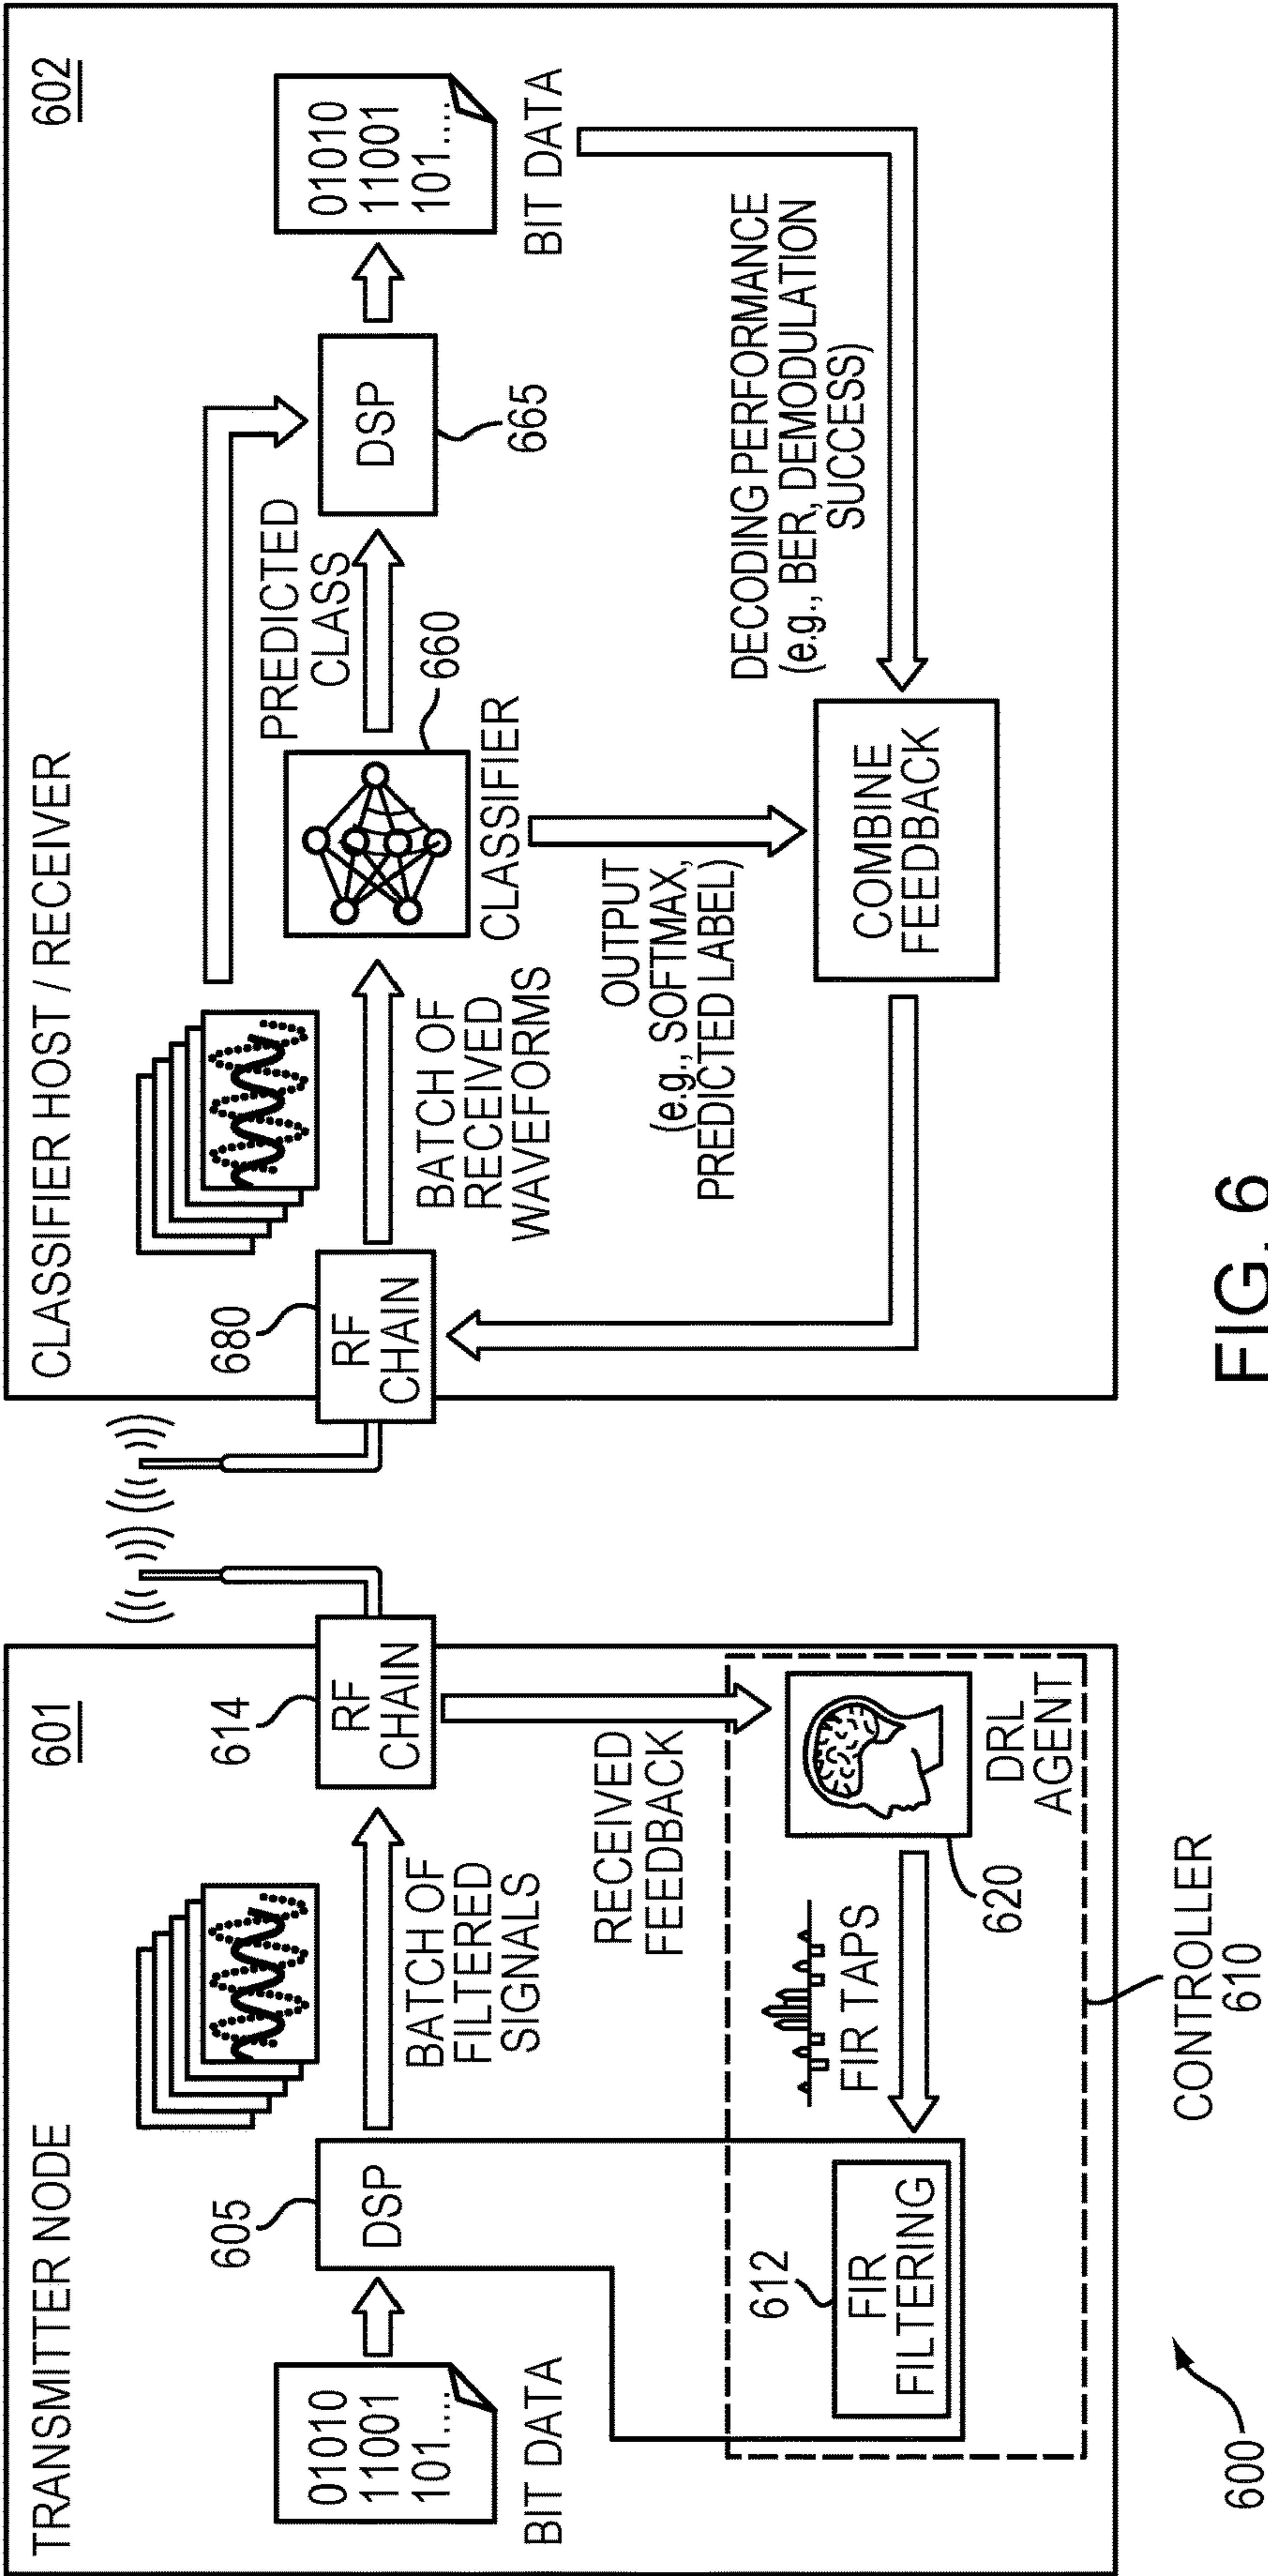 TRANSMITTER NODE
601
01010
11001
101....
BIT DATA
605
DSP
BATCH OF
FILTERED
SIGNALS
614
RF
CHAIN
RECEIVED
FEEDBACK
612
FIR
FILTERING
FIR TAPS
620
DRL
AGENT
CONTROLLER
610
600
CLASSIFIER HOST / RECEIVER
602
680
RF
CHAIN
BATCH OF
RECEIVED
WAVEFORMS
660
CLASSIFIER
PREDICTED
CLASS
DSP
665
01010
11001
101....
BIT DATA
OUTPUT
(e.g., SOFTMAX,
PREDICTED LABEL)
DECODING PERFORMANCE
(e.g., BER, DEMODULATION
SUCCESS)
COMBINE
FEEDBACK
FIG. 6